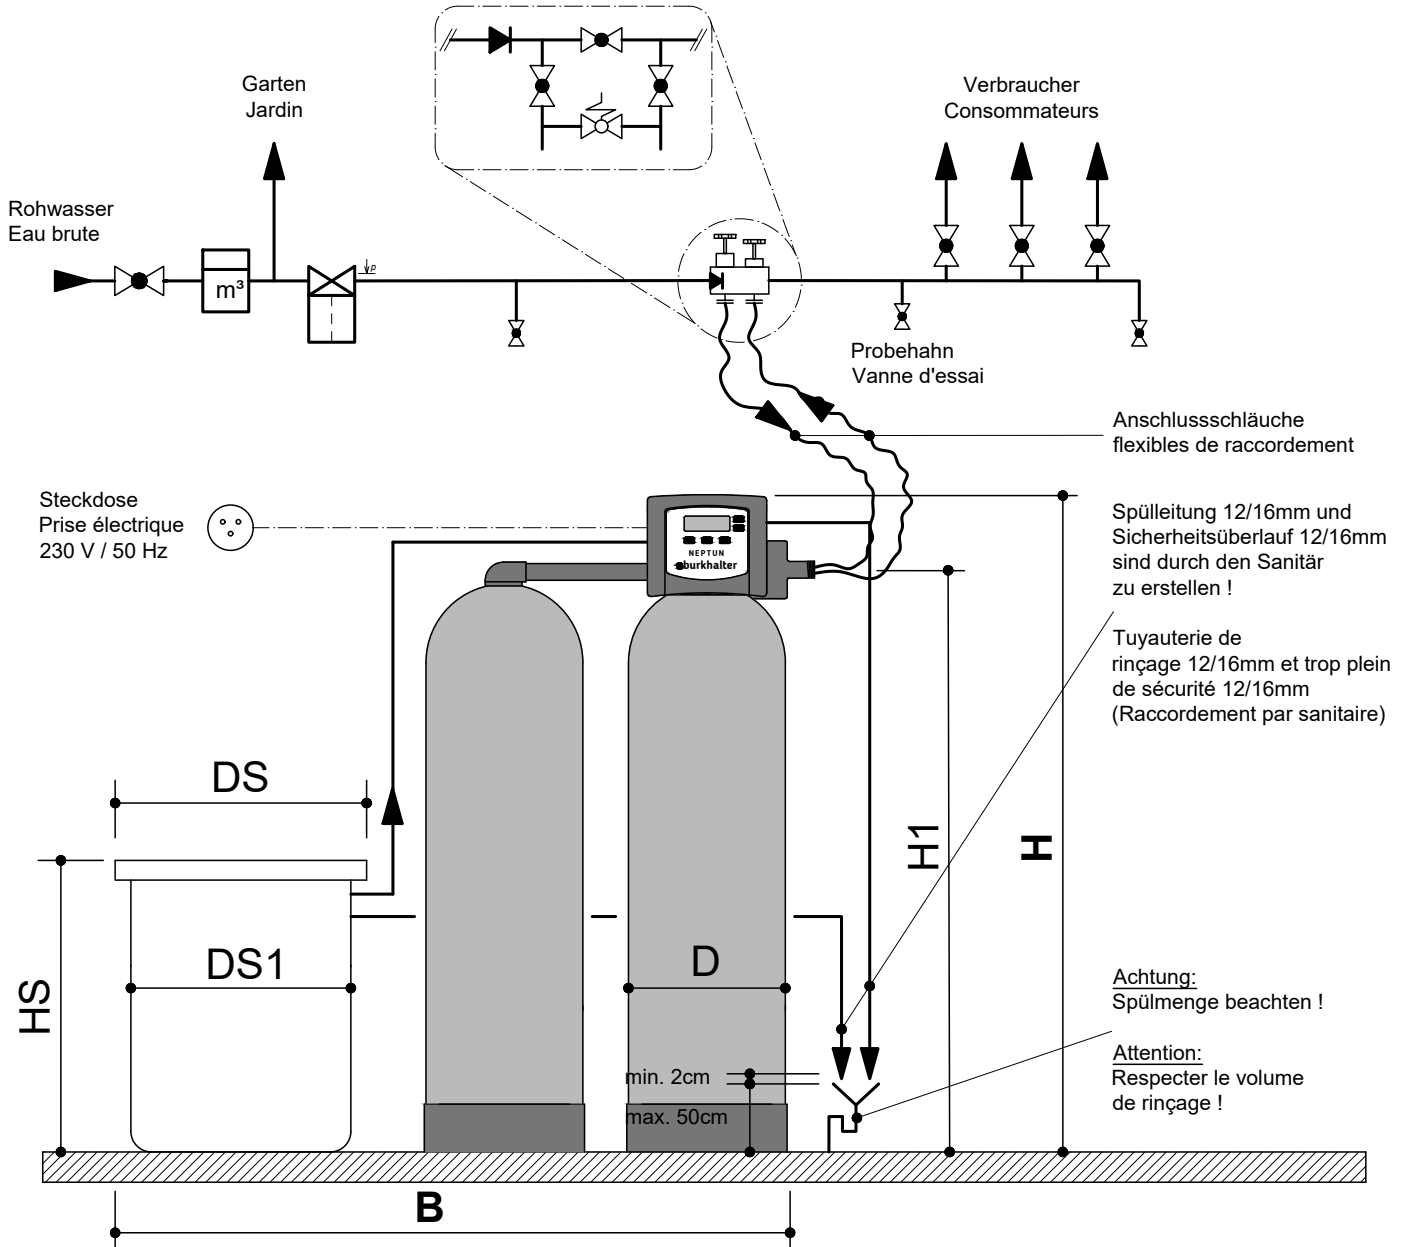 Garten
Jardin
Verbraucher
Consommateurs
Rohwasser
Eau brute
m³
P
Probehahn
Vanne d'essai
Anschlussschläuche
flexibles de raccordement
Steckdose
Prise électrique
230 V / 50 Hz
NEPTUN
burkhalter
Spülleitung 12/16mm und
Sicherheitsüberlauf 12/16mm
sind durch den Sanitär
zu erstellen !
Tuyauterie de
rinçage 12/16mm et trop plein
de sécurité 12/16mm
(Raccordement par sanitaire)
DS
H1
H
DS1
D
HS
Achtung:
Spülmenge beachten !
Attention:
Respecter le volume
de rinçage !
min. 2cm
max. 50cm
B